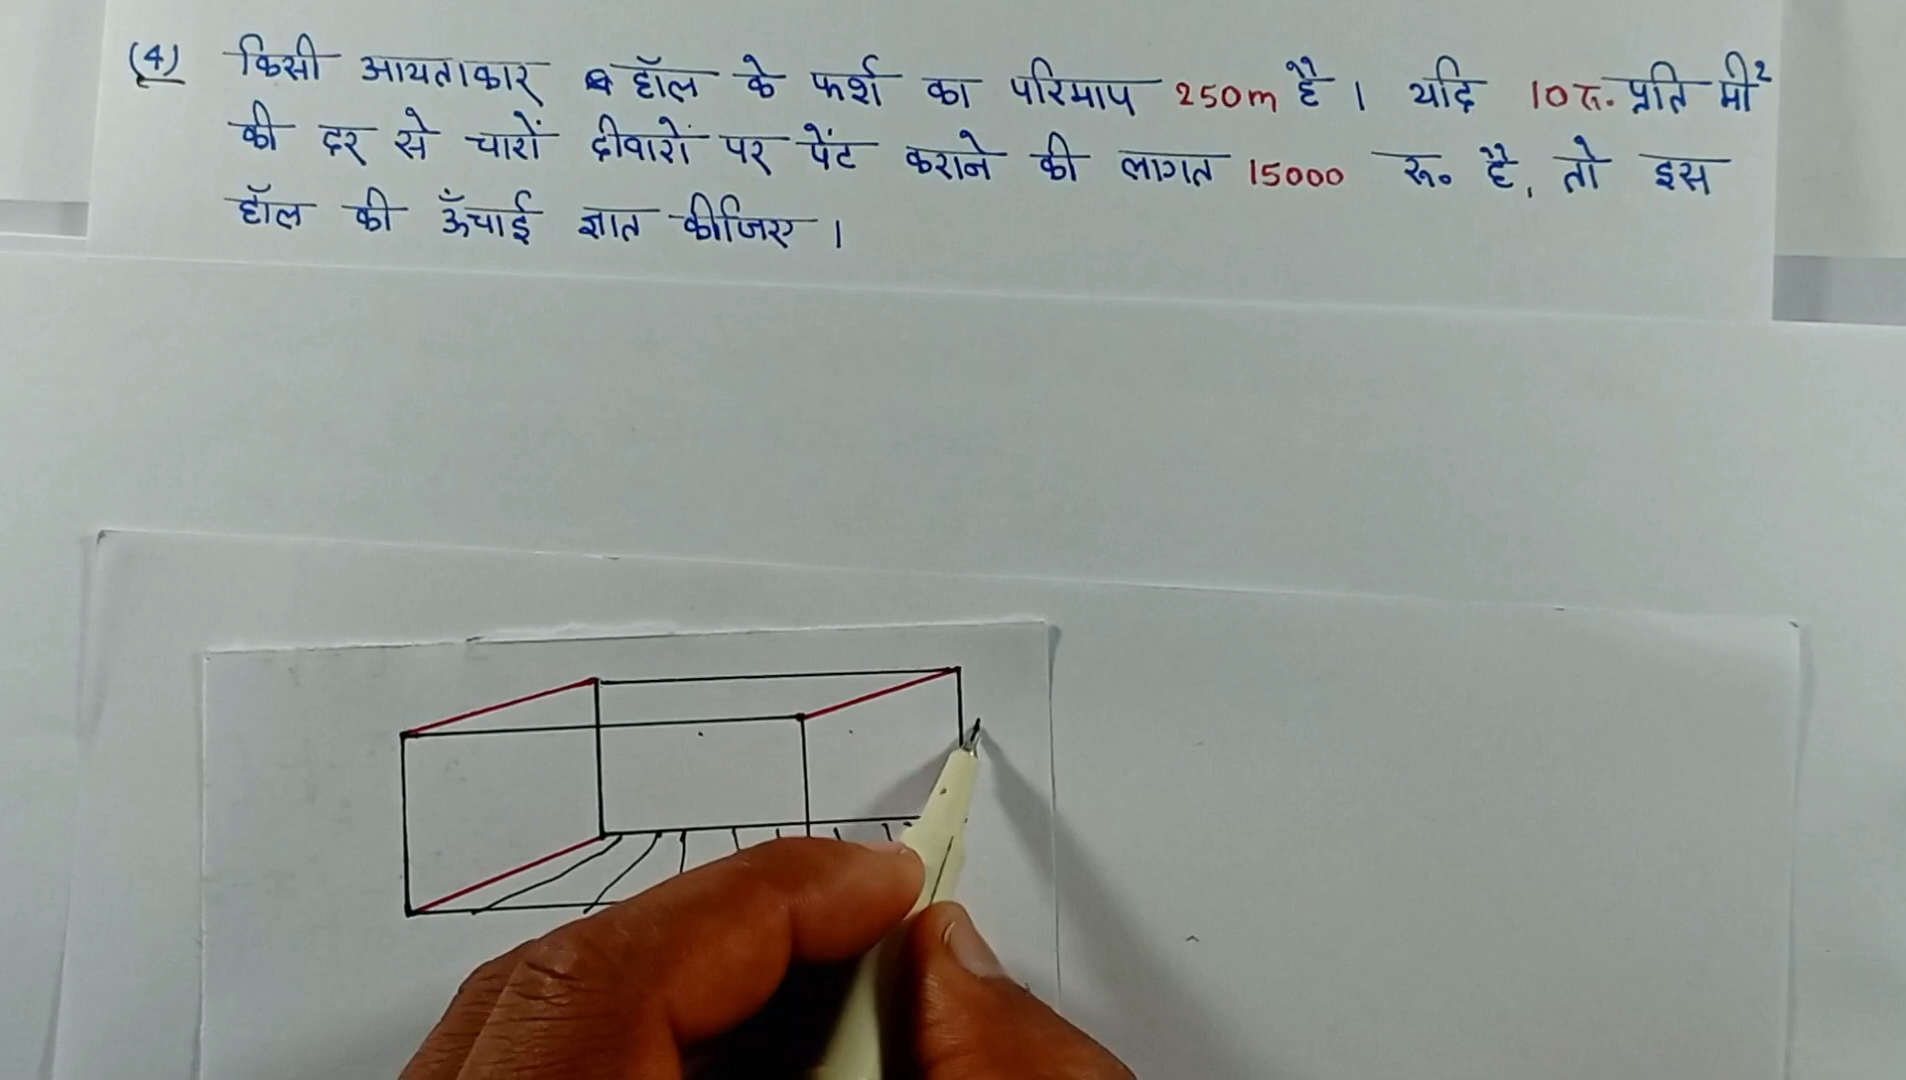 (4) किसी आयताकार हॉल के फर्श का परिमाप 250m है । यदि 10रु. प्रति मी²
की दर से चारों दीवारों पर पेंट कराने की लागत 15000 रू० है, तो इस
हॉल की ऊँचाई ज्ञात कीजिए ।